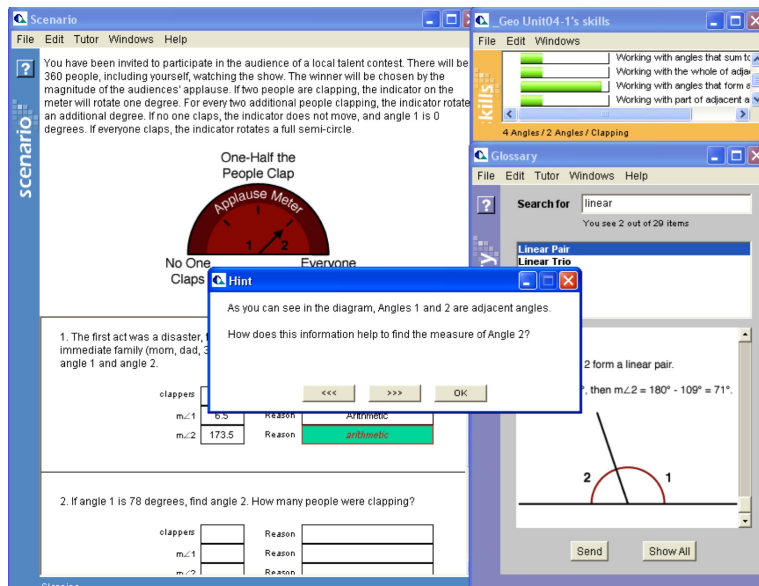 Scenario
File Edit Tutor Windows Help
?
scenario
You have been invited to participate in the audience of a local talent contest. There will be
360 people, including yourself, watching the show. The winner will be chosen by the
magnitude of the audiences' applause. If two people are clapping, the indicator on the
meter will rotate one degree. For every two additional people clapping, the indicator rotate
an additional degree. If no one claps, the indicator does not move, and angle 1 is 0
degrees. If everyone claps, the indicator rotates a full semi-circle.
One-Half the
People Clap
Applause Meter
1 2
No One
Claps
Everyone
1. The first act was a disaster,
immediate family (mom, dad,
angle 1 and angle 2.
clappers
m∠1 6.5 Reason Arithmetic
m∠2 173.5 Reason arithmetic
2. If angle 1 is 78 degrees, find angle 2. How many people were clapping?
clappers Reason
m∠1 Reason
m∠2 Reason
Hint
As you can see in the diagram, Angles 1 and 2 are adjacent angles.
How does this information help to find the measure of Angle 2?
<<< >>> OK
_Geo Unit04-1's skills
File Edit Windows
skills
Working with angles that sum to
Working with the whole of adja
Working with angles that form a
Working with part of adjacent a
4 Angles / 2 Angles / Clapping
Glossary
File Edit Tutor Windows Help
?
Search for linear
You see 2 out of 29 items
Linear Pair
Linear Trio
2 form a linear pair.
, then m∠2 = 180° - 109° = 71°.
2 1
Send Show All